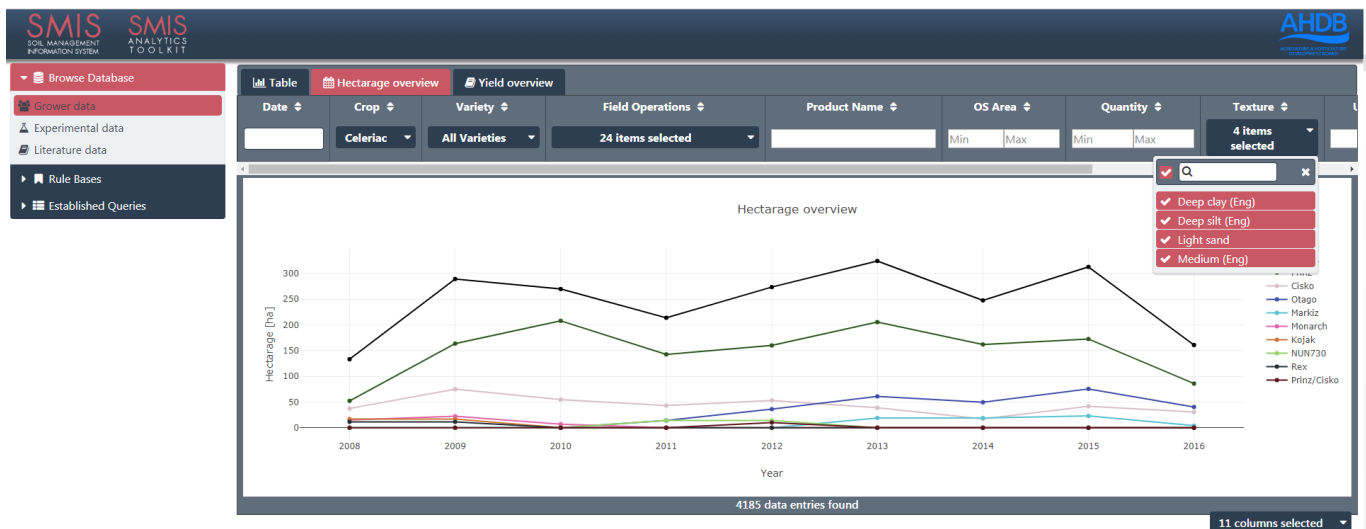 SMIS
SOIL MANAGEMENT
INFORMATION SYSTEM
SMIS
ANALYTICS
TOOLKIT
AHDB
AGRICULTURE & HORTICULTURE
DEVELOPMENT BOARD
Browse Database
Grower data
Experimental data
Literature data
Rule Bases
Established Queries
Table Hectarage overview Yield overview
Date Crop Variety Field Operations Product Name OS Area Quantity Texture
Celeriac All Varieties 24 items selected Min Max Min Max 4 items
selected
Deep clay (Eng)
Deep silt (Eng)
Light sand
Medium (Eng)
Hectarage overview
Hectarage [ha]
300
250
200
150
100
50
0
2008 2009 2010 2011 2012 2013 2014 2015 2016
Year
Prinz
Cisko
Otago
Markiz
Monarch
Kojak
NUN730
Rex
Prinz/Cisko
4185 data entries found
11 columns selected